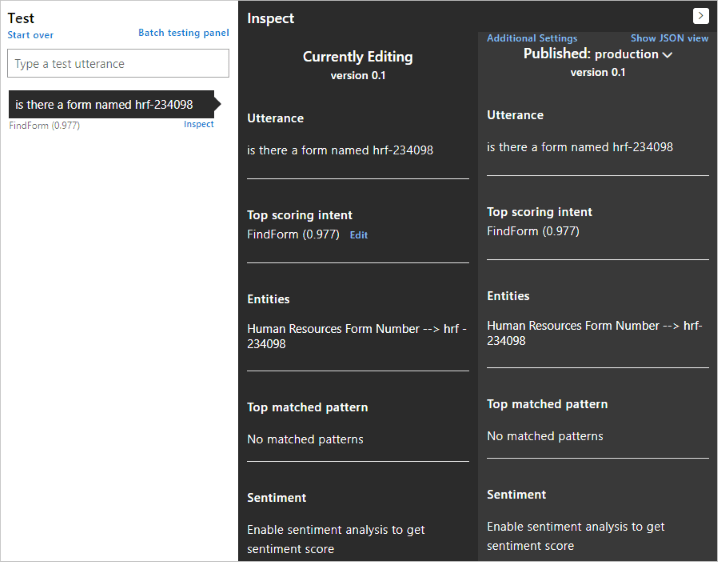 Test
Start over
Batch testing panel
Type a test utterance
is there a form named hrf-234098
FindForm (0.977)
Inspect
Inspect
Currently Editing
version 0.1
Utterance
is there a form named hrf-234098
Top scoring intent
FindForm (0.977) Edit
Entities
Human Resources Form Number --> hrf -
234098
Top matched pattern
No matched patterns
Sentiment
Enable sentiment analysis to get
sentiment score
Additional Settings
Show JSON view
Published: production
version 0.1
Utterance
is there a form named hrf-234098
Top scoring intent
FindForm (0.977)
Entities
Human Resources Form Number --> hrf-
234098
Top matched pattern
No matched patterns
Sentiment
Enable sentiment analysis to get
sentiment score